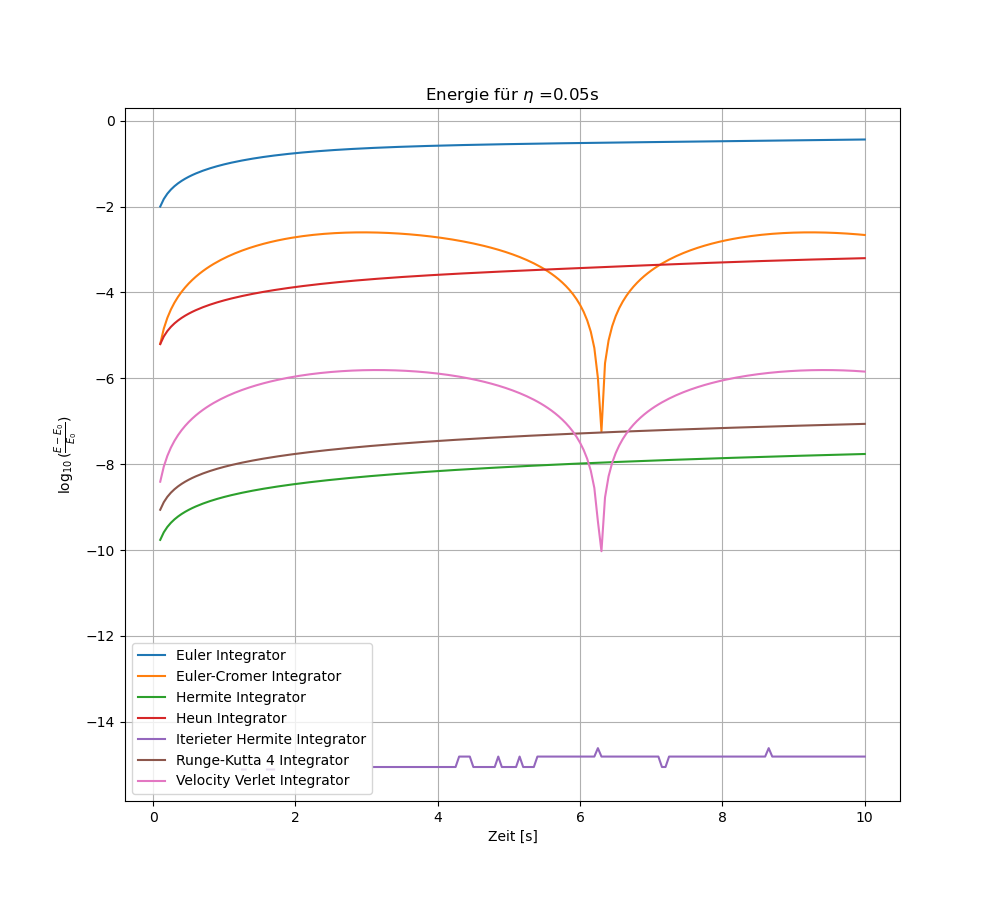 Energie für η =0.05s
0
−2
−4
−6
−8
−10
−12
−14
log₁₀ (E − E₀ / E₀)
Euler Integrator
Euler-Cromer Integrator
Hermite Integrator
Heun Integrator
Iterieter Hermite Integrator
Runge-Kutta 4 Integrator
Velocity Verlet Integrator
0 2 4 6 8 10
Zeit [s]